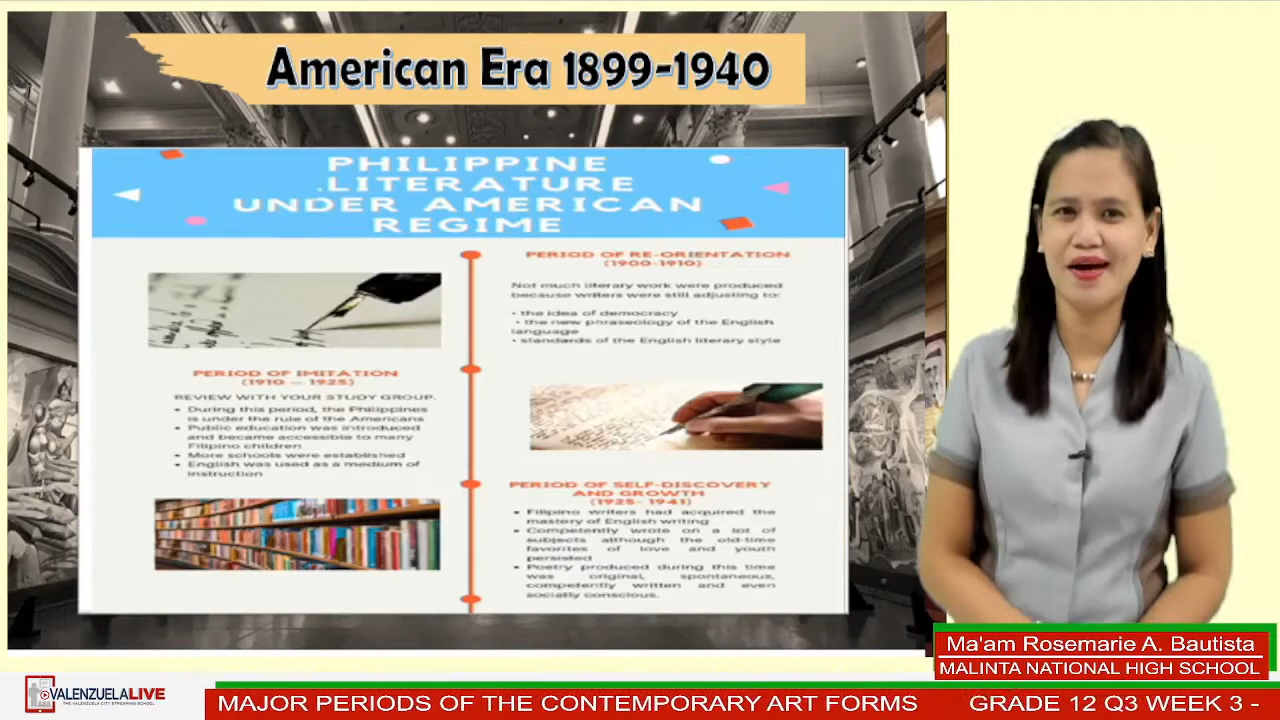 American Era 1899-1940
PHILIPPINE
.LITERATURE
UNDER AMERICAN
REGIME
PERIOD OF RE-ORIENTATION
(1900-1910)
Not much literary work were produced
because writers were still adjusting to:
• the idea of democracy
• the new phraseology of the English
language
• standards of the English literary style
PERIOD OF IMITATION
(1910 – 1925)
REVIEW WITH YOUR STUDY GROUP.
• During this period, the Philippines
is under the rule of the Americans
• Public education was introduced
and became accessible to many
Filipino children
• More schools were established
• English was used as a medium of
instruction
PERIOD OF SELF-DISCOVERY
AND GROWTH
(1925- 1941)
• Filipino writers had acquired the
mastery of English writing
• Competently wrote on a lot of
subjects although the old-time
favorites of love and youth
persisted
• Poetry produced during this time
was original, spontaneous,
competently written and even
socially conscious.
Ma'am Rosemarie A. Bautista
MALINTA NATIONAL HIGH SCHOOL
VALENZUELALIVE
THE VALENZUELA CITY STREAMING SCHOOL
MAJOR PERIODS OF THE CONTEMPORARY ART FORMS GRADE 12 Q3 WEEK 3 -